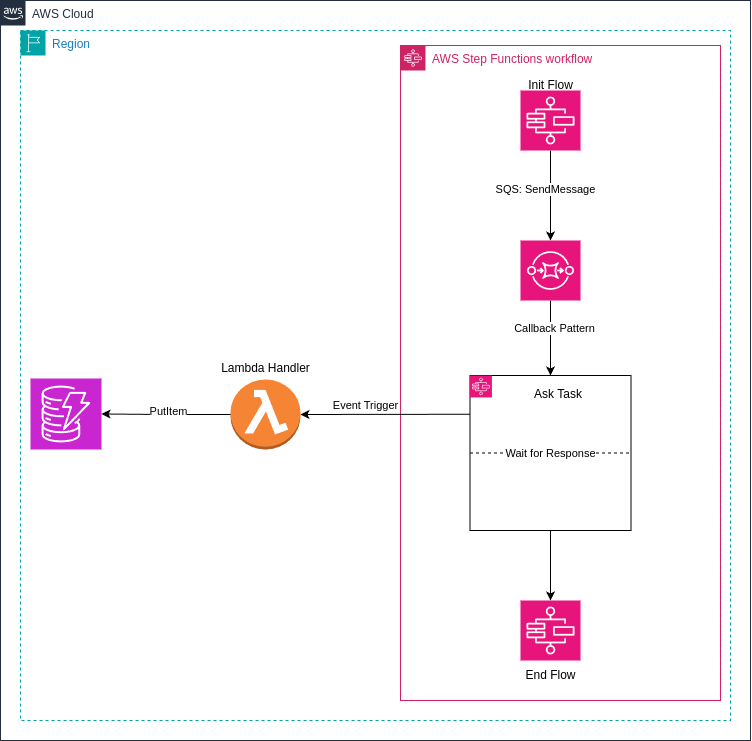 aws
AWS Cloud
Region
AWS Step Functions workflow
Init Flow
SQS: SendMessage
Callback Pattern
Ask Task
Lambda Handler
Event Trigger
PutItem
Wait for Response
End Flow